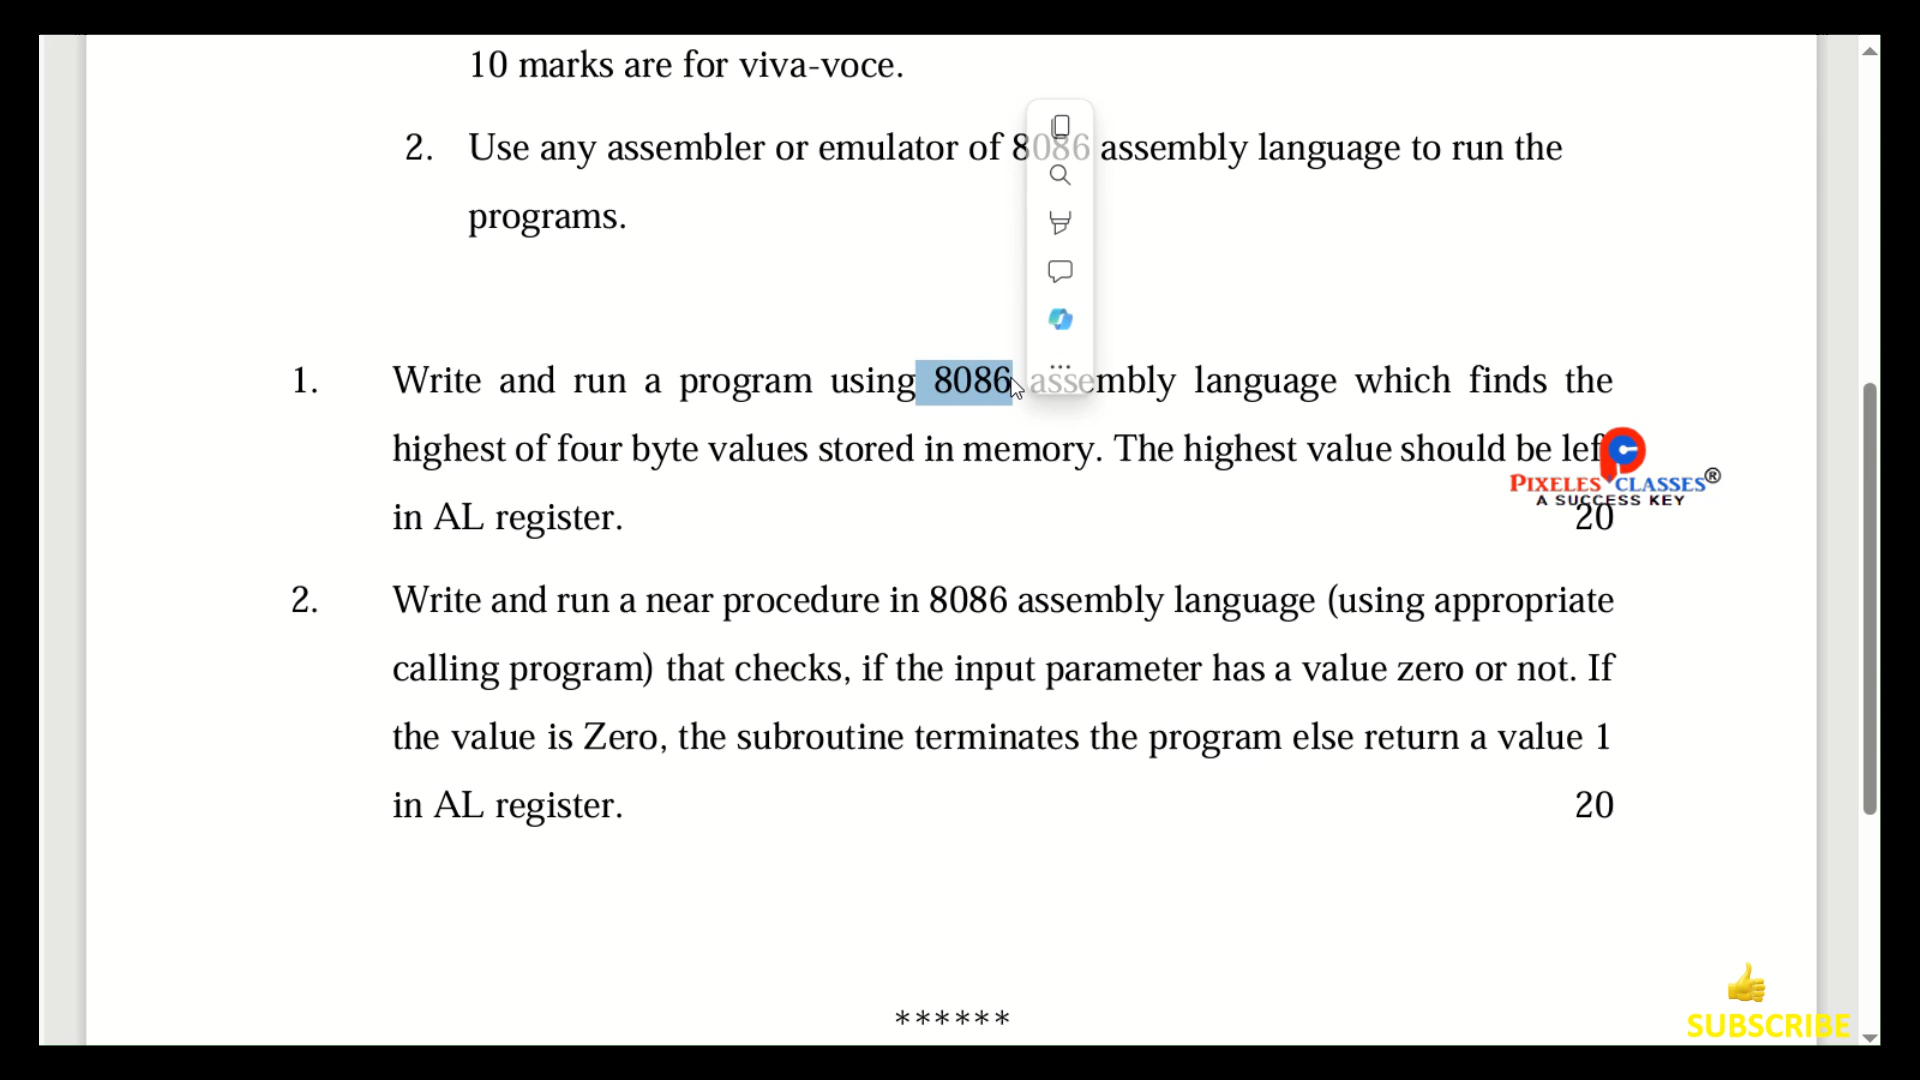 10 marks are for viva-voce.
2. Use any assembler or emulator of 8086 assembly language to run the
programs.
1. Write and run a program using 8086 assembly language which finds the
highest of four byte values stored in memory. The highest value should be lef
PIXELES CLASSES®
A SUCCESS KEY
in AL register. 20
2. Write and run a near procedure in 8086 assembly language (using appropriate
calling program) that checks, if the input parameter has a value zero or not. If
the value is Zero, the subroutine terminates the program else return a value 1
in AL register. 20
******
SUBSCRIBE